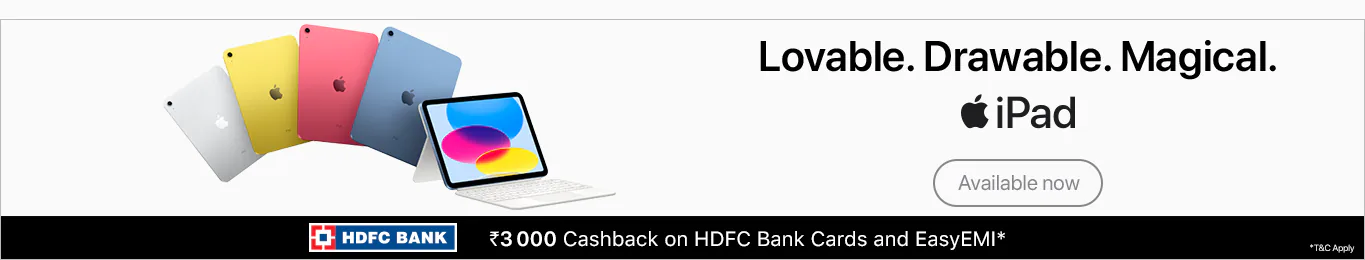 Lovable. Drawable. Magical.
iPad
Available now
HDFC BANK
₹3 000 Cashback on HDFC Bank Cards and EasyEMI*
*T&C Apply